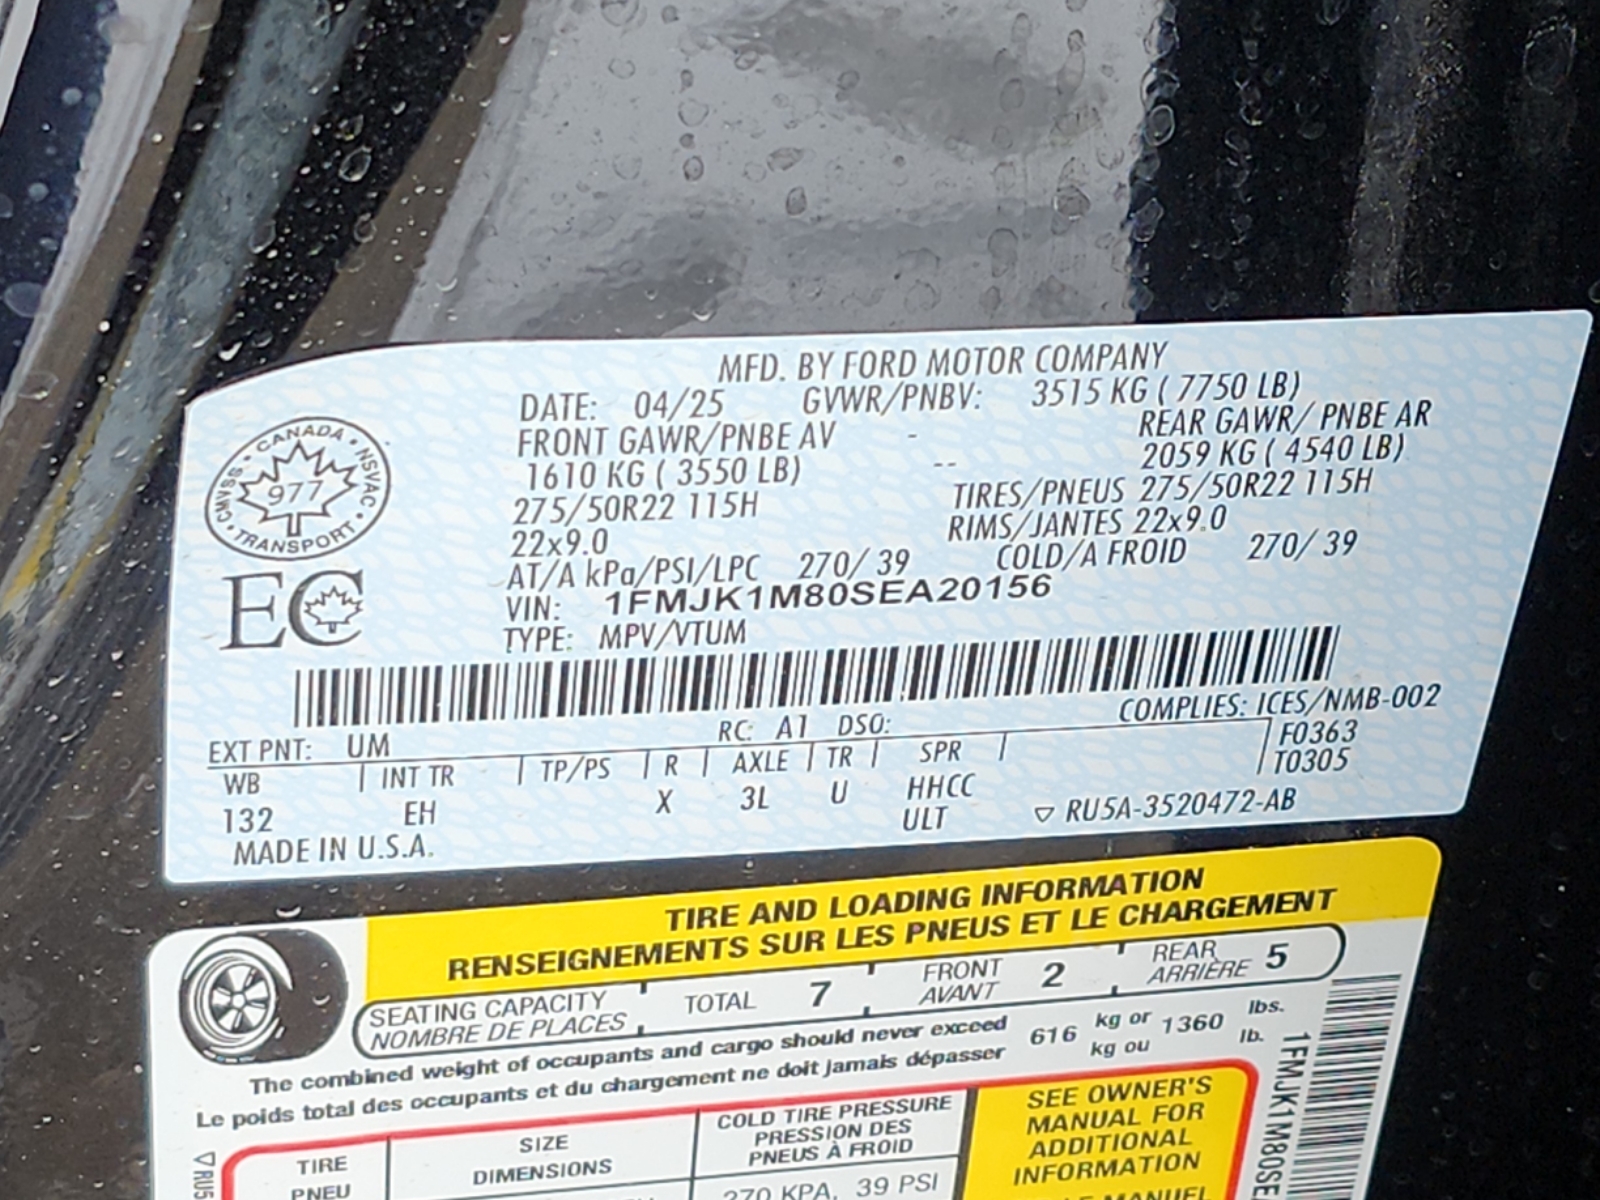 MFD. BY FORD MOTOR COMPANY
DATE: 04/25 GVWR/PNBV: 3515 KG ( 7750 LB)
FRONT GAWR/PNBE AV - REAR GAWR/ PNBE AR
1610 KG ( 3550 LB) -- 2059 KG ( 4540 LB)
275/50R22 115H TIRES/PNEUS 275/50R22 115H
22x9.0 RIMS/JANTES 22x9.0
AT/A kPa/PSI/LPC 270/ 39 COLD/A FROID 270/ 39
VIN: 1FMJK1M80SEA20156
TYPE: MPV/VTUM
CANADA • NSVAC • TRANSPORT • CMVSS •
977
EC
COMPLIES: ICES/NMB-002
EXT PNT: UM RC: A1 DSO: F0363
WB INT TR TP/PS R AXLE TR SPR T0305
132 EH X 3L U HHCC
ULT ▽ RU5A-3520472-AB
MADE IN U.S.A.
TIRE AND LOADING INFORMATION
RENSEIGNEMENTS SUR LES PNEUS ET LE CHARGEMENT
SEATING CAPACITY TOTAL 7 FRONT 2 REAR 5
NOMBRE DE PLACES AVANT ARRIÈRE
The combined weight of occupants and cargo should never exceed 616 kg or 1360 lbs.
Le poids total des occupants et du chargement ne doit jamais dépasser kg ou lb.
TIRE SIZE COLD TIRE PRESSURE
PNEU DIMENSIONS PRESSION DES
PNEUS À FROID
270 KPA, 39 PSI
SEE OWNER'S
MANUAL FOR
ADDITIONAL
INFORMATION
MANUEL
▽RU5
1FMJK1M80SE